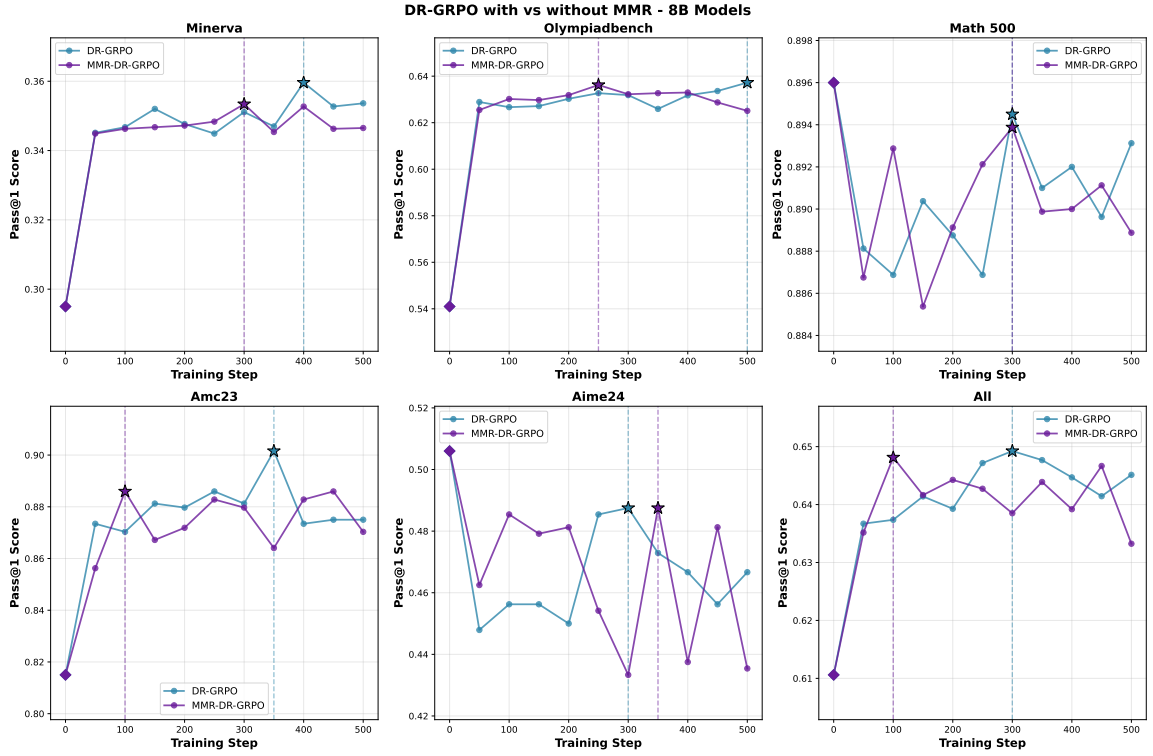 DR-GRPO with vs without MMR - 8B Models
Minerva
Pass@1 Score
0.36
0.34
0.32
0.30
DR-GRPO
MMR-DR-GRPO
0
100
200
300
400
500
Training Step
Olympiadbench
Pass@1 Score
0.64
0.62
0.60
0.58
0.56
0.54
DR-GRPO
MMR-DR-GRPO
0
100
200
300
400
500
Training Step
Math 500
Pass@1 Score
0.898
0.896
0.894
0.892
0.890
0.888
0.886
0.884
DR-GRPO
MMR-DR-GRPO
0
100
200
300
400
500
Training Step
Amc23
Pass@1 Score
0.90
0.88
0.86
0.84
0.82
0.80
DR-GRPO
MMR-DR-GRPO
0
100
200
300
400
500
Training Step
Aime24
Pass@1 Score
0.52
0.50
0.48
0.46
0.44
0.42
DR-GRPO
MMR-DR-GRPO
0
100
200
300
400
500
Training Step
All
Pass@1 Score
0.65
0.64
0.63
0.62
0.61
DR-GRPO
MMR-DR-GRPO
0
100
200
300
400
500
Training Step